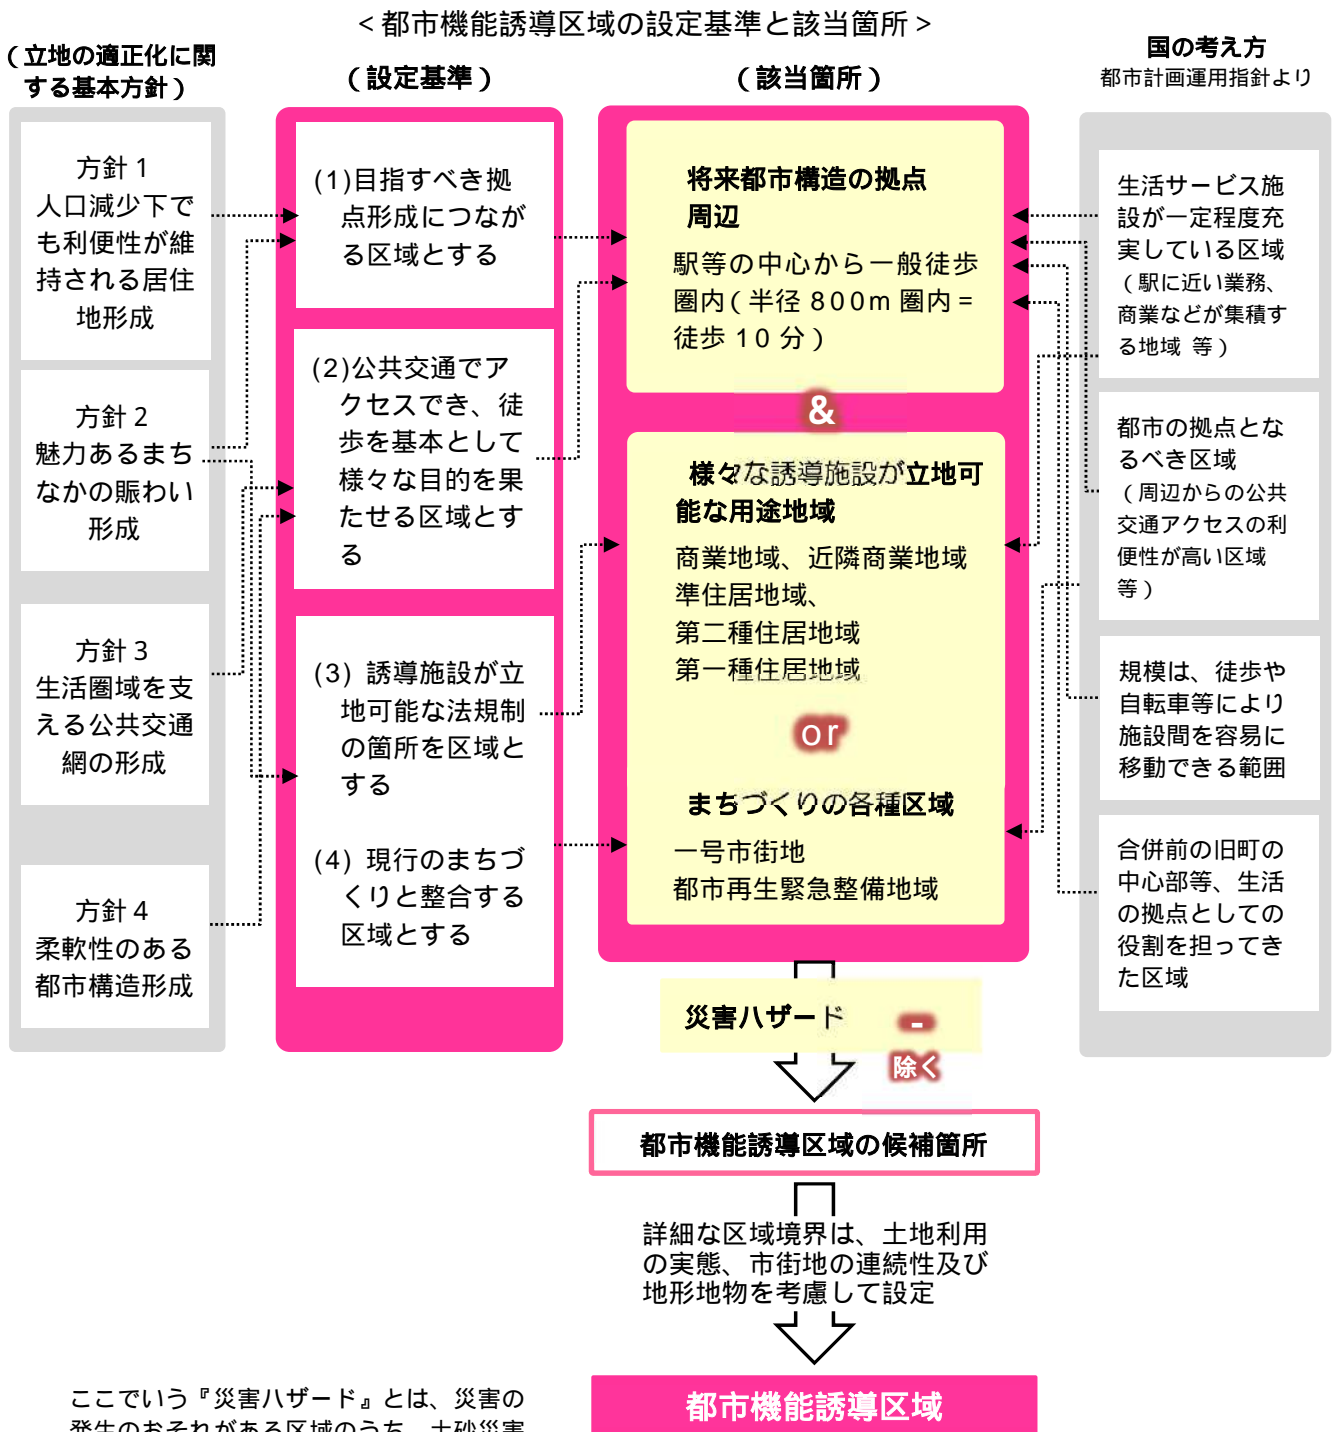 ＜都市機能誘導区域の設定基準と該当箇所＞
（立地の適正化に関
する基本方針）
方針 1
人口減少下で
も利便性が維
持される居住
地形成
方針 2
魅力あるまち
なかの賑わい
形成
方針 3
生活圏域を支
える公共交通
網の形成
方針 4
柔軟性のある
都市構造形成
（設定基準）
(1)目指すべき拠
点形成につなが
る区域とする
(2)公共交通でア
クセスでき、徒
歩を基本として
様々な目的を果
たせる区域とす
る
(3) 誘導施設が立
地可能な法規制
の箇所を区域と
する
(4) 現行のまちづ
くりと整合する
区域とする
（該当箇所）
将来都市構造の拠点
周辺
駅等の中心から一般徒歩
圏内（半径 800m 圏内＝
徒歩 10 分）
&
様々な誘導施設が立地可
能な用途地域
商業地域、近隣商業地域
準住居地域、
第二種住居地域
第一種住居地域
or
まちづくりの各種区域
一号市街地
都市再生緊急整備地域
災害ハザード
-
除く
都市機能誘導区域の候補箇所
詳細な区域境界は、土地利用
の実態、市街地の連続性及び
地形地物を考慮して設定
都市機能誘導区域
国の考え方
都市計画運用指針より
生活サービス施
設が一定程度充
実している区域
（駅に近い業務、
商業などが集積す
る地域 等）
都市の拠点とな
るべき区域
（周辺からの公共
交通アクセスの利
便性が高い区域
等）
規模は、徒歩や
自転車等により
施設間を容易に
移動できる範囲
合併前の旧町の
中心部等、生活
の拠点としての
役割を担ってき
た区域
ここでいう『災害ハザード』とは、災害の
発生のおそれがある区域のうち、土砂災害